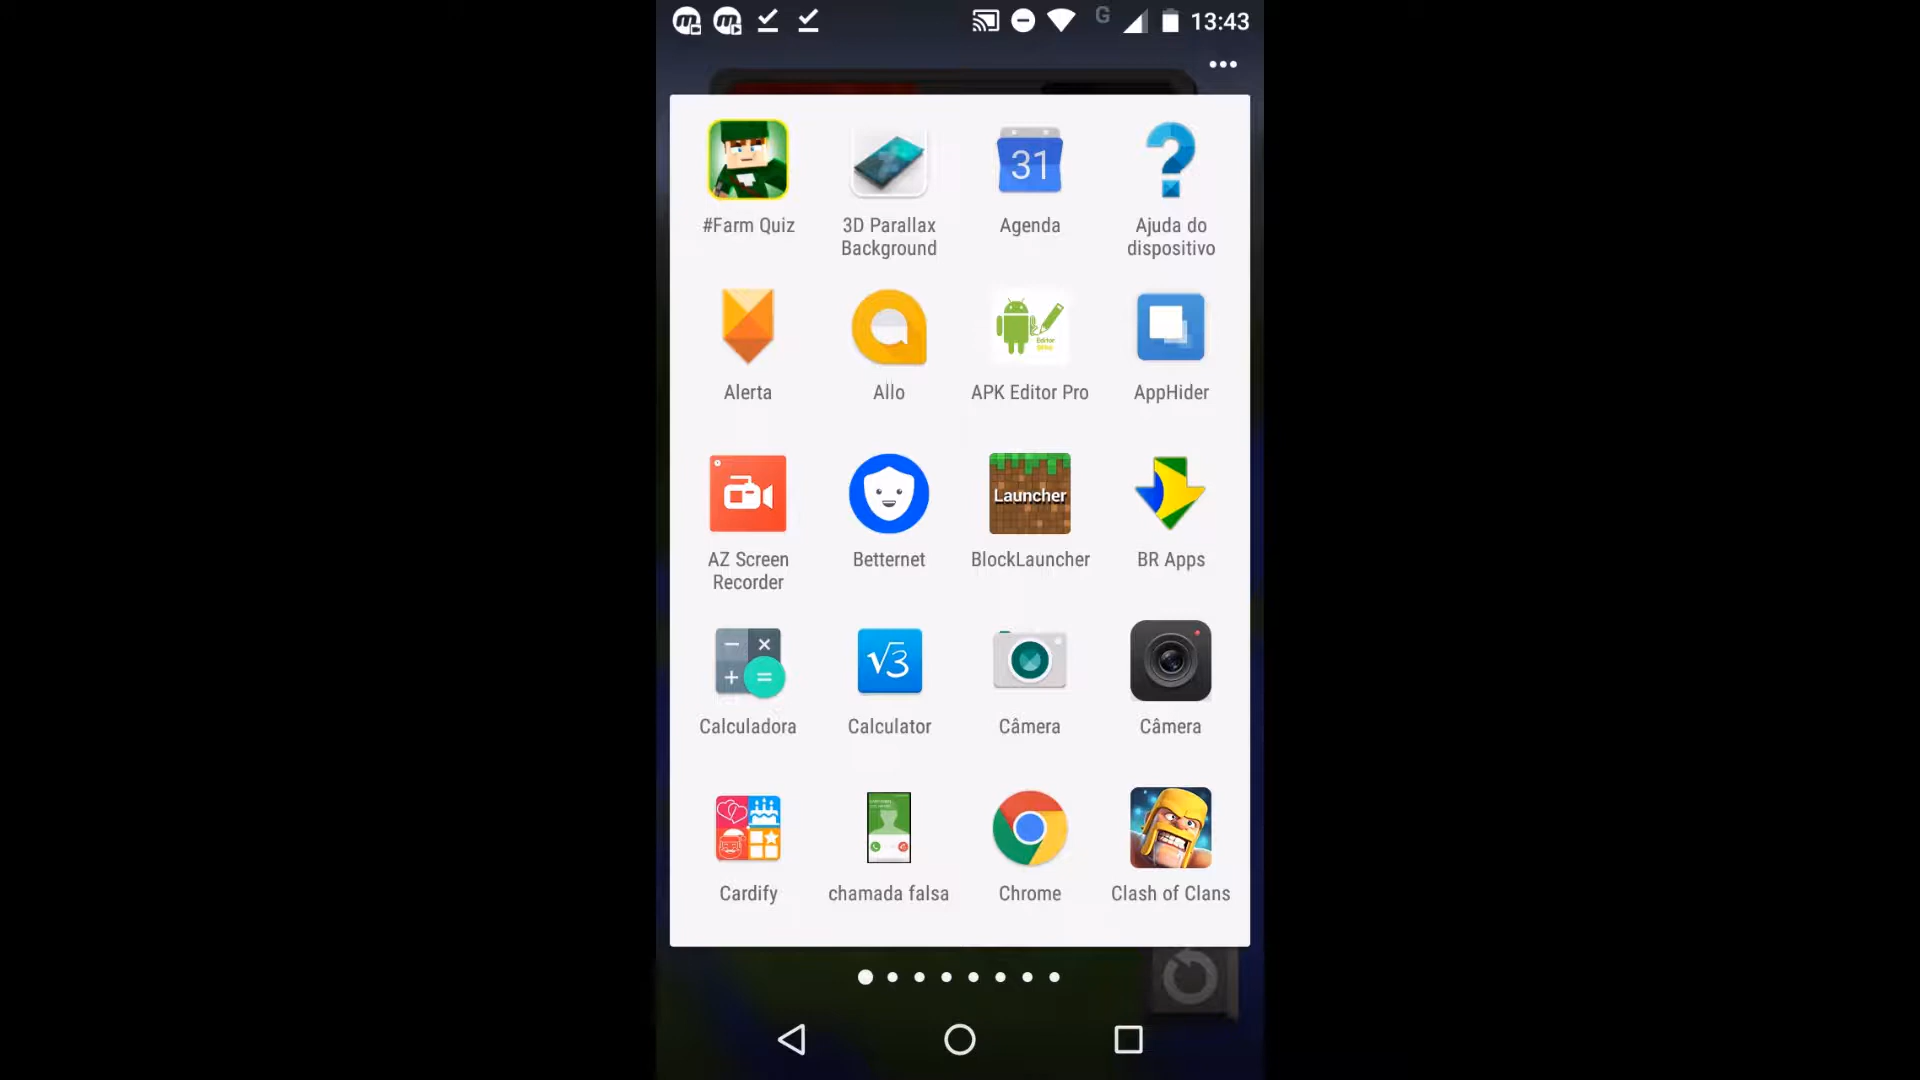 G 13:43
#Farm Quiz
3D Parallax
Background
31
Agenda
Ajuda do
dispositivo
Alerta
Allo
Editor
APK Editor Pro
AppHider
AZ Screen
Recorder
Betternet
Launcher
BlockLauncher
BR Apps
Calculadora
√3
Calculator
Câmera
Câmera
Cardify
chamada falsa
Chrome
Clash of Clans